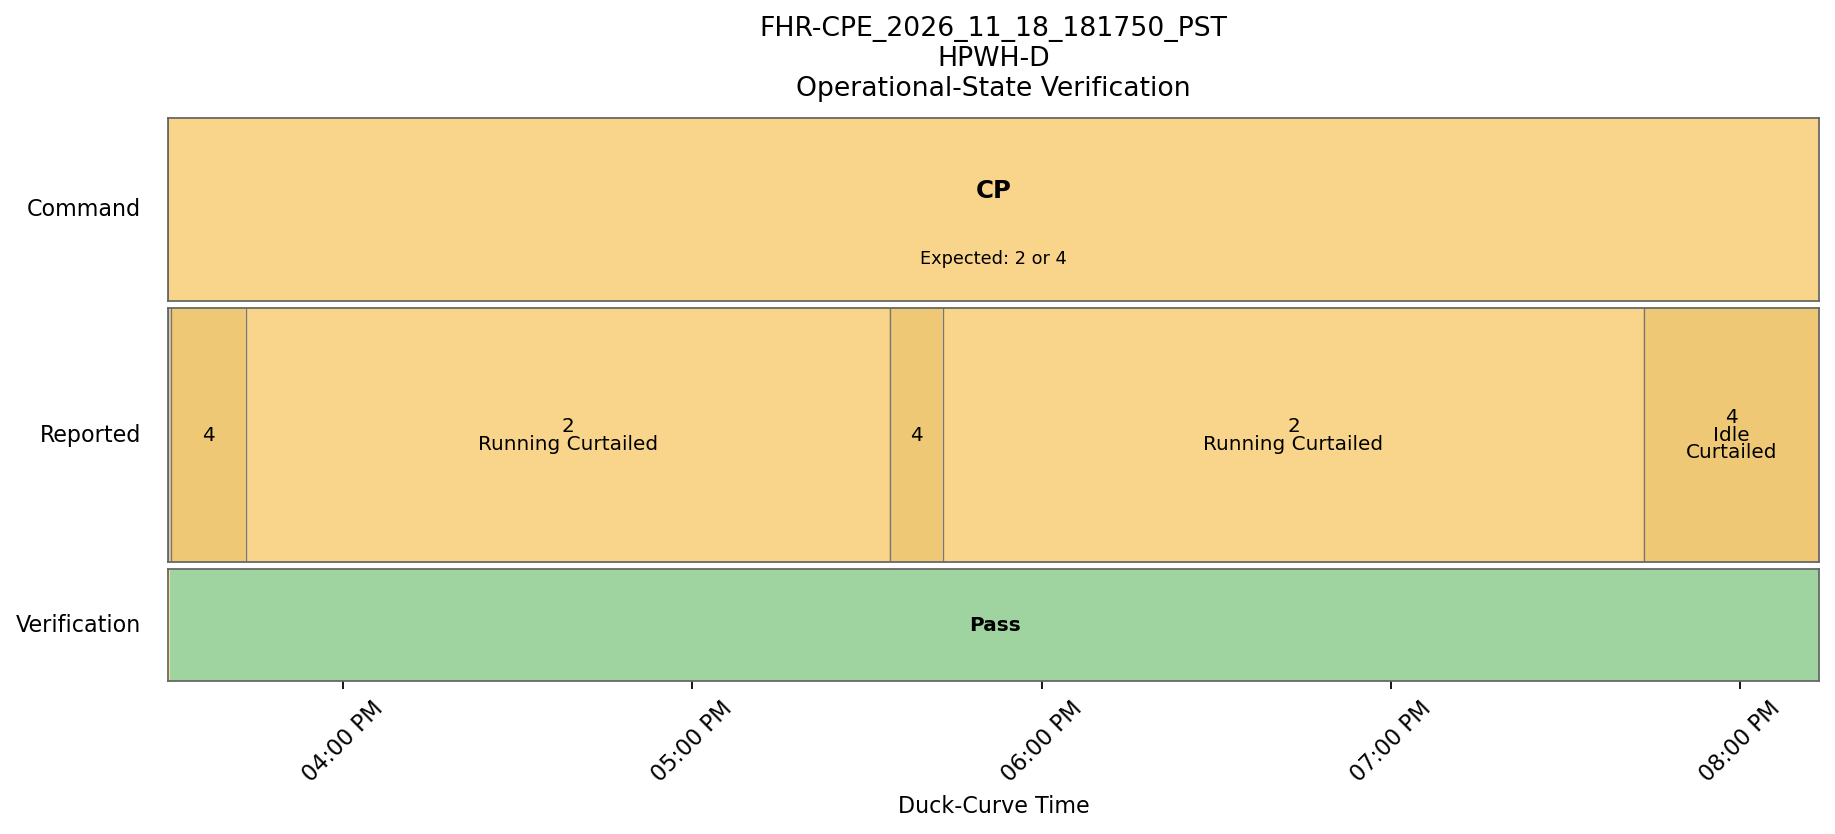 FHR-CPE_2026_11_18_181750_PST
HPWH-D
Operational-State Verification
Command
CP
Expected: 2 or 4
Reported
4
2
Running Curtailed
4
2
Running Curtailed
4
Idle
Curtailed
Verification
Pass
04:00 PM
05:00 PM
06:00 PM
07:00 PM
08:00 PM
Duck-Curve Time